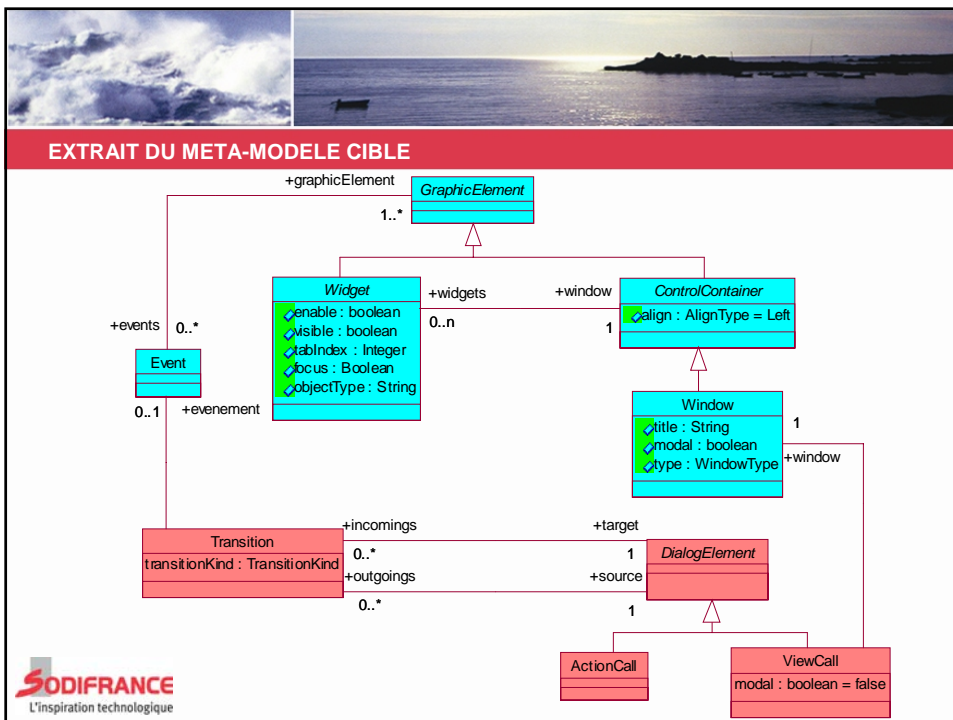 EXTRAIT DU META-MODELE CIBLE
+graphicElement
GraphicElement
1..*
Widget
enable : boolean
visible : boolean
tabIndex : Integer
focus : Boolean
objectType : String
+widgets
0..n
+window
1
ControlContainer
align : AlignType = Left
+events
0..*
Event
0..1
+evenement
Window
title : String
modal : boolean
type : WindowType
1
+window
Transition
transitionKind : TransitionKind
+incomings
0..*
+target
1
+outgoings
0..*
+source
1
DialogElement
ActionCall
ViewCall
modal : boolean = false
SODIFRANCE
L'inspiration technologique